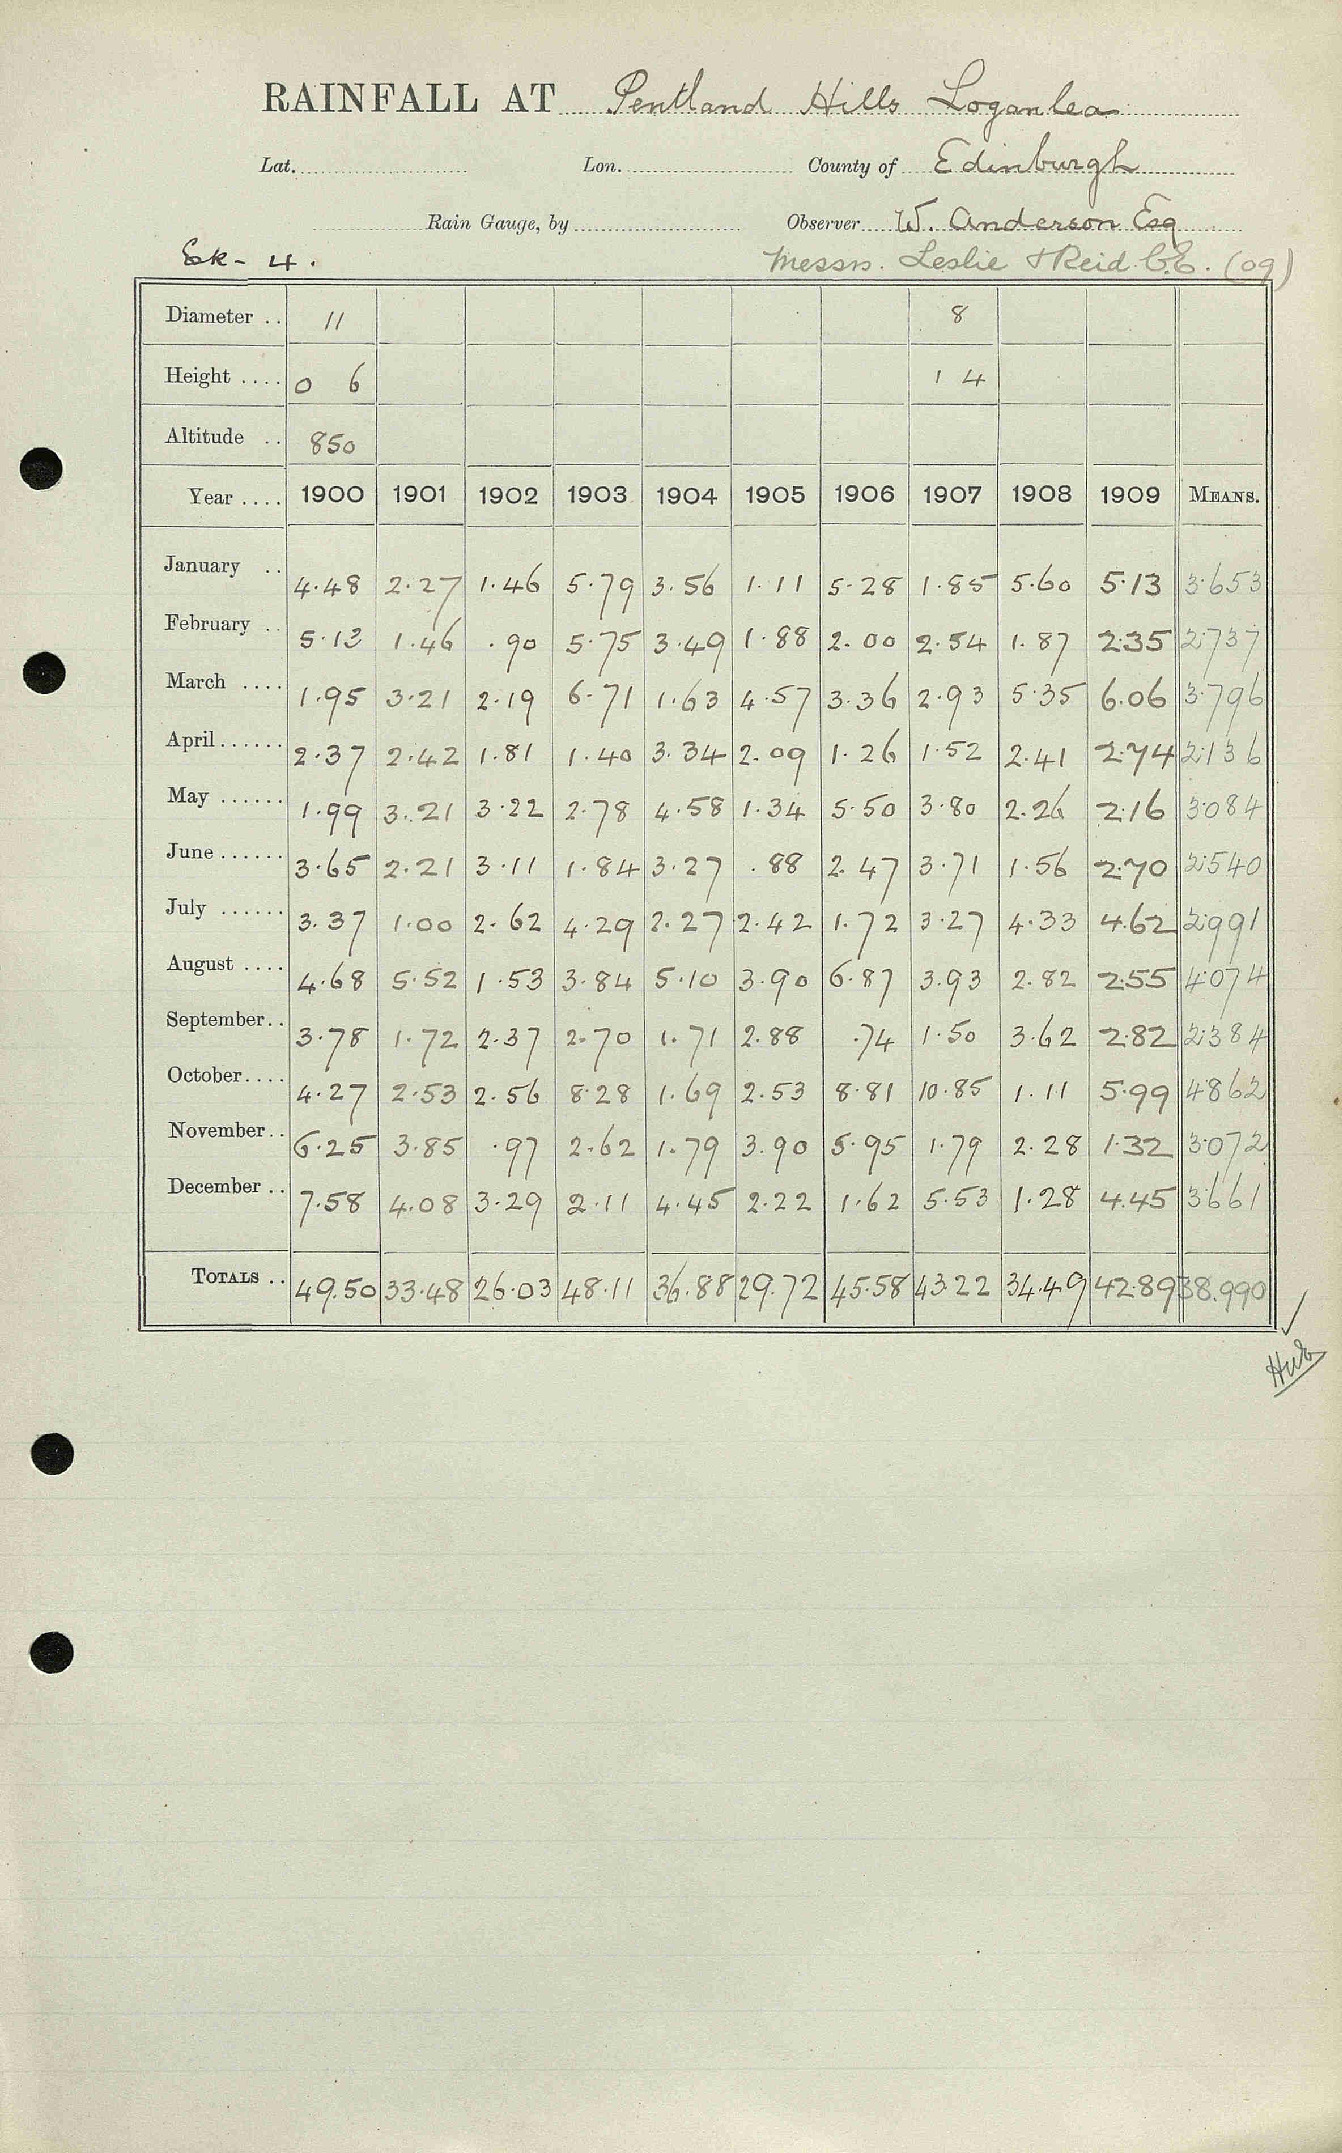 RAINFALL AT Pentland Hills Loganlea
Lat. Lon. County of Edinburgh
Rain Gauge, by Observer W. Anderson Esq
Ek-4. Messrs. Leslie & Reid C.E. (09)
Diameter .. 11 8
Height .... 0 6 1 4
Altitude .. 850
Year .... 1900 1901 1902 1903 1904 1905 1906 1907 1908 1909 MEANS.
January .. 4.48 2.27 1.46 5.79 3.56 1.11 5.28 1.85 5.60 5.13 3.653
February .. 5.13 1.46 .90 5.75 3.49 1.88 2.00 2.54 1.87 2.35 2.737
March .... 1.95 3.21 2.19 6.71 1.63 4.57 3.36 2.93 5.35 6.06 3.796
April...... 2.37 2.42 1.81 1.40 3.34 2.09 1.26 1.52 2.41 2.74 2.136
May ...... 1.99 3.21 3.22 2.78 4.58 1.34 5.50 3.80 2.26 2.16 3.084
June...... 3.65 2.21 3.11 1.84 3.27 .88 2.47 3.71 1.56 2.70 2.540
July ...... 3.37 1.00 2.62 4.29 2.27 2.42 1.72 3.27 4.33 4.62 2.991
August .... 4.68 5.52 1.53 3.84 5.10 3.90 6.87 3.93 2.82 2.55 4.074
September.. 3.78 1.72 2.37 2.70 1.71 2.88 .74 1.50 3.62 2.82 2.384
October.... 4.27 2.53 2.56 8.28 1.69 2.53 8.81 10.85 1.11 5.99 4.862
November.. 6.25 3.85 .97 2.62 1.79 3.90 5.95 1.79 2.28 1.32 3.072
December .. 7.58 4.08 3.29 2.11 4.45 2.22 1.62 5.53 1.28 4.45 3.661
TOTALS .. 49.50 33.48 26.03 48.11 36.88 29.72 45.58 43.22 34.49 42.89 38.990